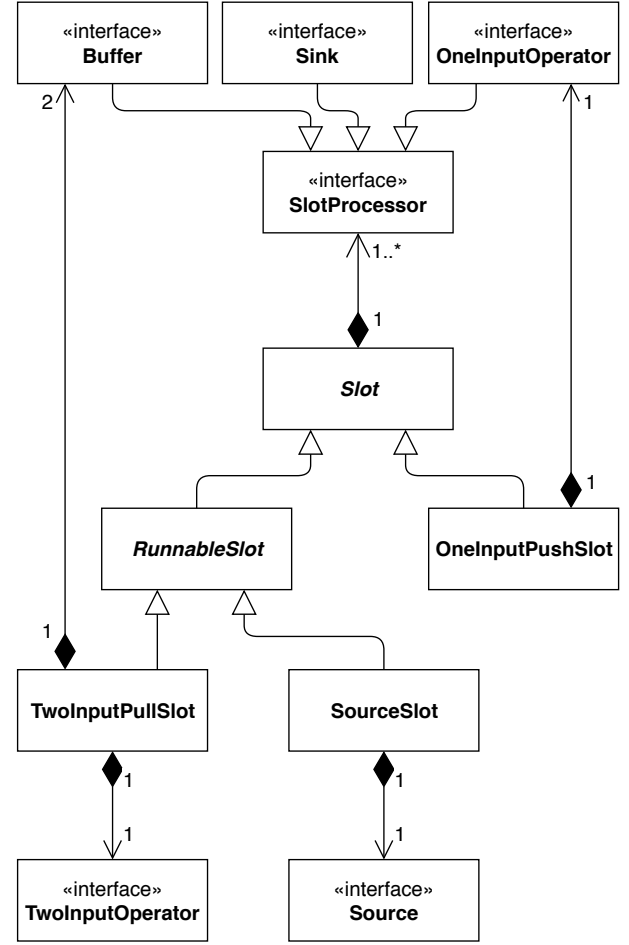 «interface»
Buffer
«interface»
Sink
«interface»
OneInputOperator
2
1
«interface»
SlotProcessor
1..*
1
Slot
1
RunnableSlot
OneInputPushSlot
1
TwoInputPullSlot
SourceSlot
1
1
1
1
«interface»
TwoInputOperator
«interface»
Source